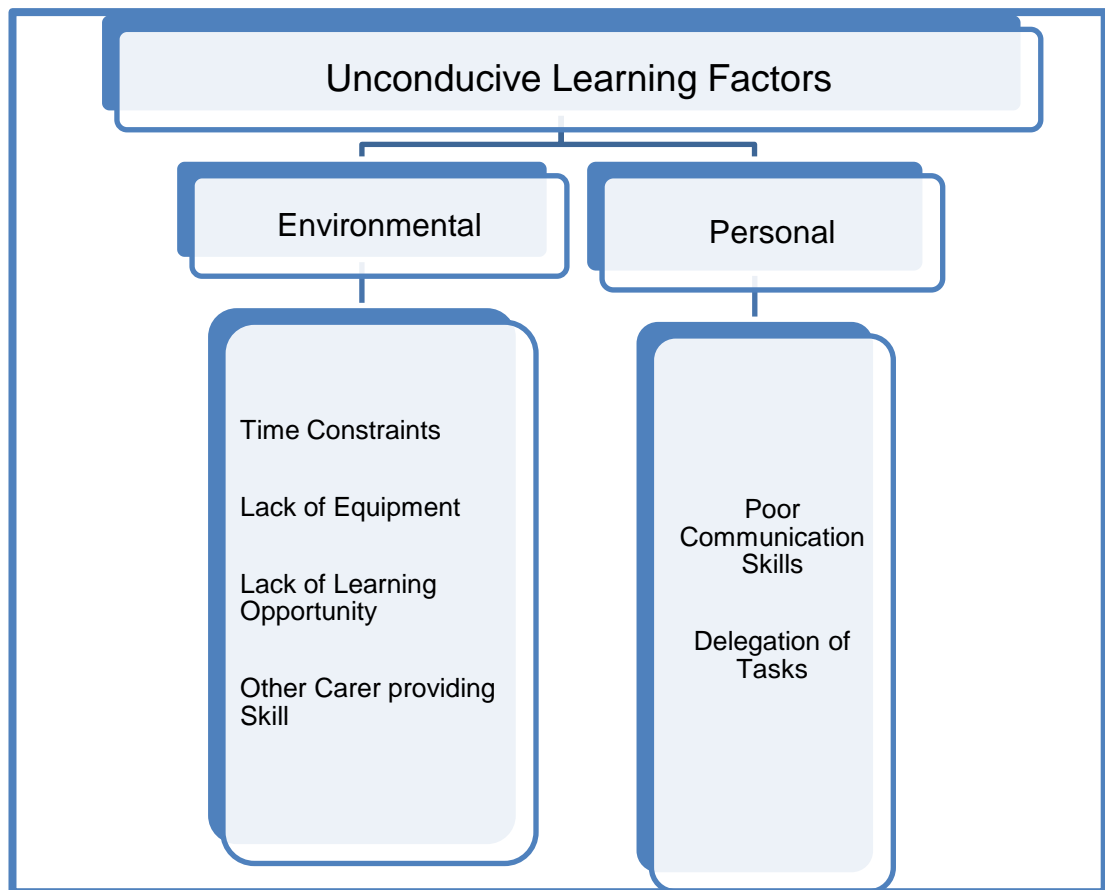 Unconducive Learning Factors
Environmental
Personal
Time Constraints
Lack of Equipment
Lack of Learning
Opportunity
Other Carer providing
Skill
Poor
Communication
Skills
Delegation of
Tasks